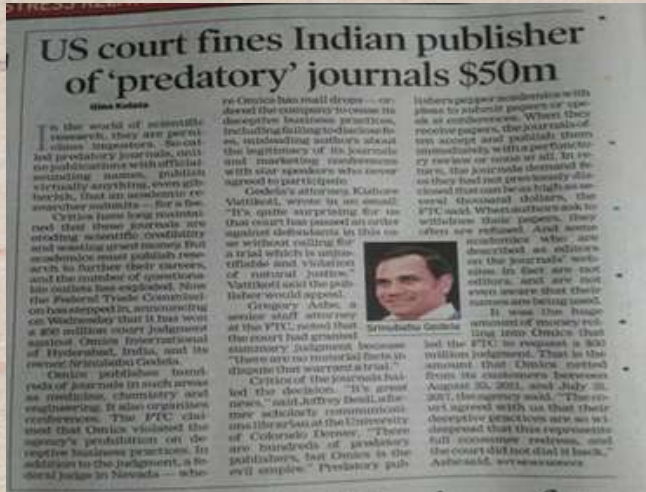 STRESS RELA
US court fines Indian publisher
of ‘predatory’ journals $50m
Gina Kolata
In the world of scientific
research, they are perni-
cious impostors. So-cal-
led predatory journals, onli-
ne publications with official-
sounding names, publish
virtually anything, even gib-
berish, that an academic re-
searcher submits — for a fee.
Critics have long maintai-
ned that these journals are
eroding scientific credibility
and wasting grant money. But
academics must publish rese-
arch to further their careers,
and the number of questiona-
ble outlets has exploded. Now
the Federal Trade Commissi-
on has stepped in, announcing
on Wednesday that it has won
a $50 million court judgment
against Omics International
of Hyderabad, India, and its
owner, Srinubabu Gedela.
Omics publishes hund-
reds of journals in such areas
as medicine, chemistry and
engineering. It also organises
conferences. The FTC clai-
med that Omics violated the
agency's prohibition on de-
ceptive business practices. In
addition to the judgment, a fe-
deral judge in Nevada — whe-
re Omics has mail drops — or-
dered the company to cease its
deceptive business practices,
including failing to disclose fe-
es, misleading authors about
the legitimacy of its journals
and marketing conferences
with star speakers who never
agreed to participate.
Gedela's attorney, Kishore
Vattikoti, wrote in an email:
“It's quite surprising for us
that court has passed an order
against defendants in this ca-
se without calling for
a trial which is unjus-
tifiable and violation
of natural justice.”
Vattikoti said the pub-
lisher would appeal.
Gregory Ashe, a
senior staff attorney
at the FTC, noted that
the court had granted
summary judgment because
“There are no material facts in
dispute that warrant a trial.”
Critics of the journals hai-
led the decision. “It's great
news,” said Jeffrey Beall, a for-
mer scholarly communicati-
ons librarian at the University
of Colorado Denver. “There
are hundreds of predatory
publishers, but Omics is the
evil empire.” Predatory pub-
lishers pepper academics with
pleas to submit papers or spe-
ak at conferences. When they
receive papers, the journals of-
ten accept and publish them
immediately, with a perfuncto-
ry review or none at all. In re-
turn, the journals demand fe-
es they had not previously dis-
closed that can be as high as se-
veral thousand dollars, the
FTC said. When authors ask to
withdraw their papers, they
often are refused. And some
academics who are
described as editors
on the journals' web-
sites in fact are not
editors, and are not
even aware that their
names are being used.
It was the huge
amount of money rol-
ling into Omics that
led the FTC to request a $50
million judgment. That is the
amount that Omics netted
from its customers between
August 25, 2011, and July 31,
2017, the agency said. “The co-
urt agreed with us that their
deceptive practices are so wi-
despread that this represents
full consumer redress, and
the court did not dial it back,”
Ashe said. NYT NEWS SERVICE
Srinubabu Gedela